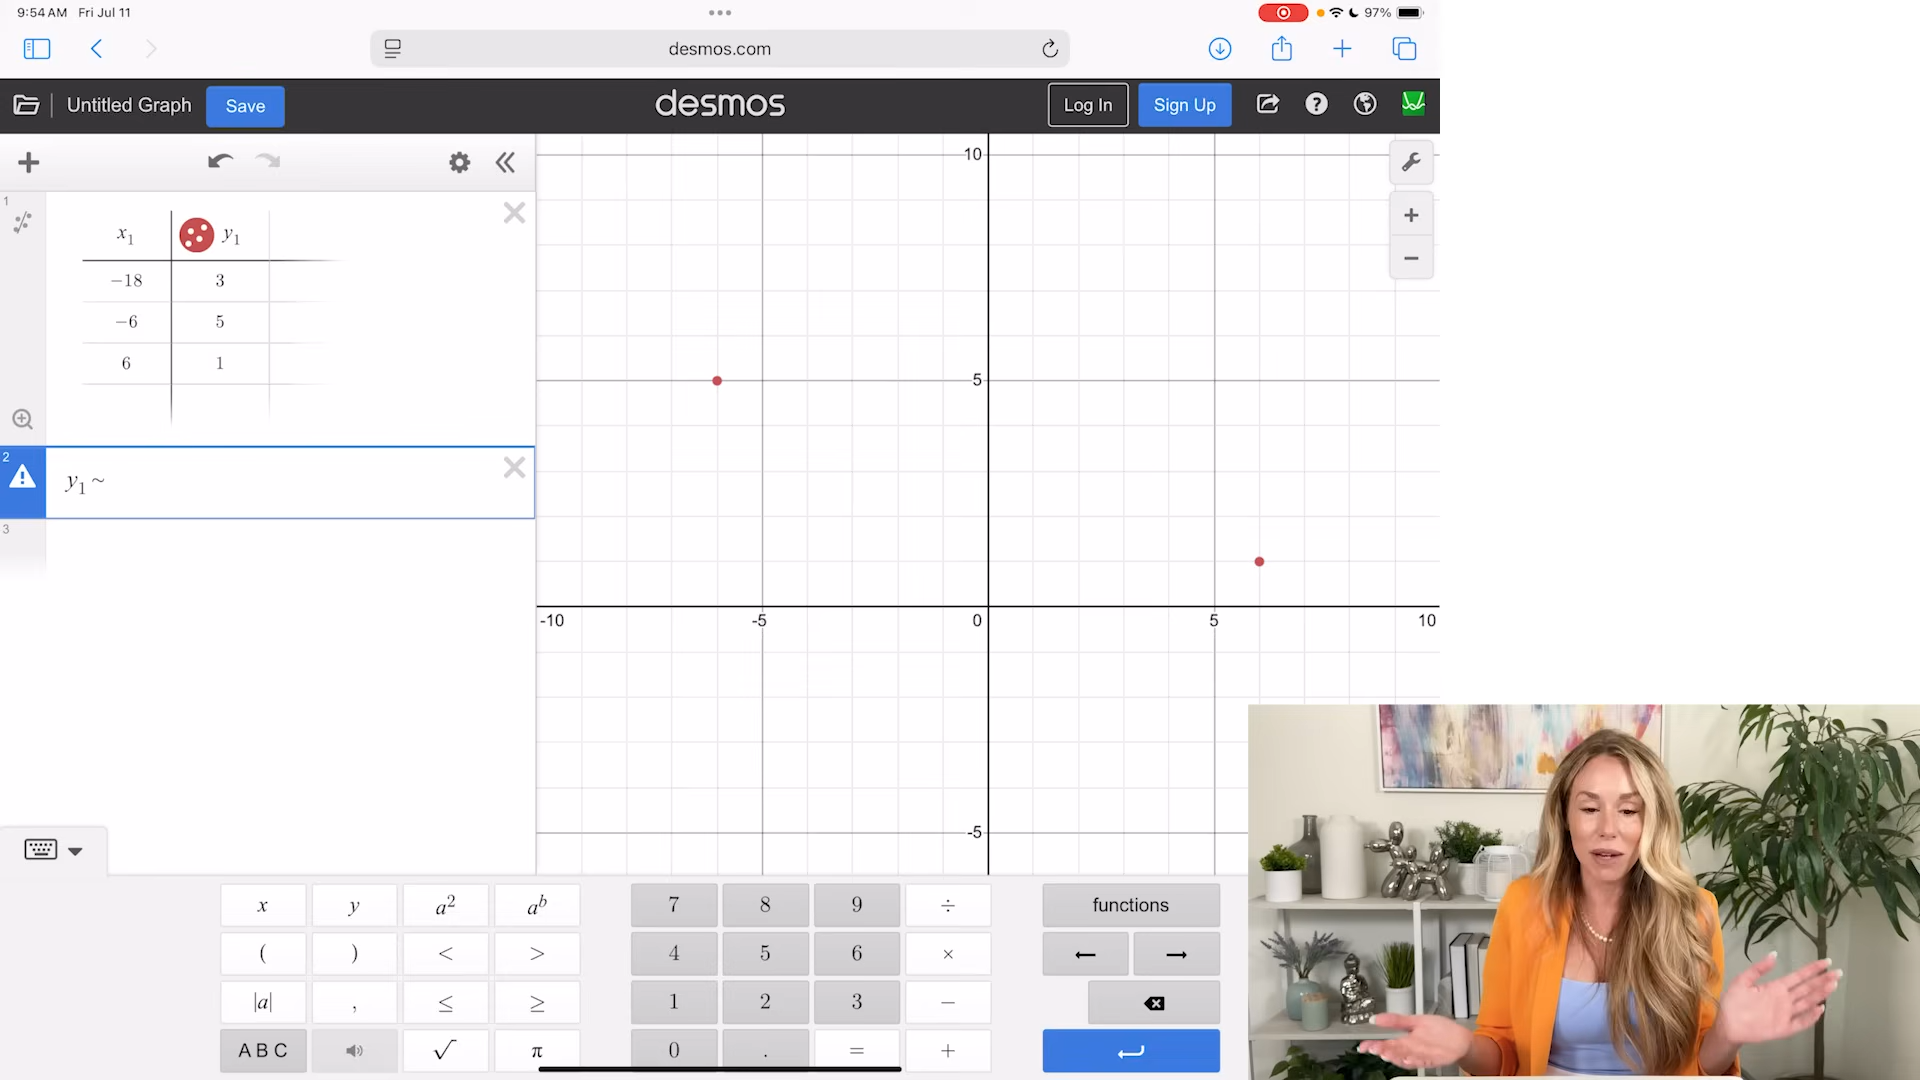 9:54 AM Fri Jul 11
97%
desmos.com
Untitled Graph
Save
desmos
Log In
Sign Up
1
x₁ y₁
−18 3
−6 5
6 1
2
y₁ ~
3
10
5
-10 -5 0 5 10
-5
x y a² aᵇ 7 8 9 ÷ functions
( ) < > 4 5 6 × ← →
|a| , ≤ ≥ 1 2 3 −
A B C √ π 0 . = +